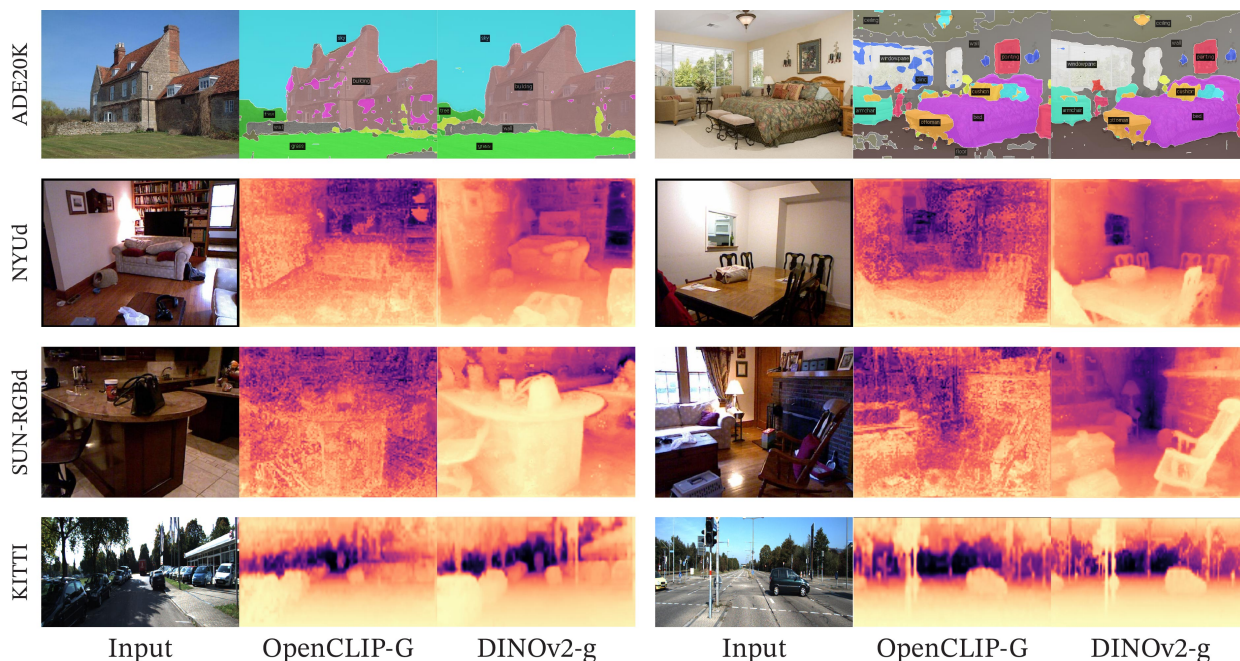 ADE20K
sky
building
tree
wall
grass
sky
building
tree
wall
grass
ceiling
wall
windowpane
painting
cushion
armchair
ottoman
bed
floor
ceiling
wall
windowpane
painting
cushion
armchair
ottoman
bed
NYUd
SUN-RGBd
KITTI
Input
OpenCLIP-G
DINOv2-g
Input
OpenCLIP-G
DINOv2-g